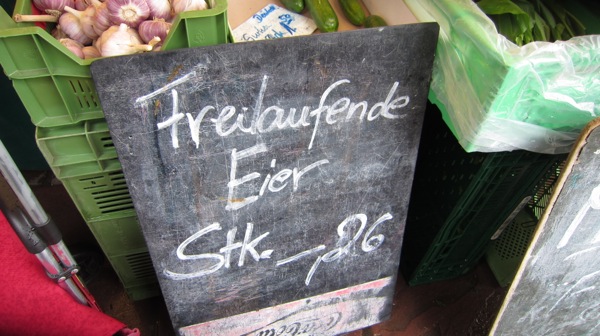 Freilaufende
Eier
Stk. -,26